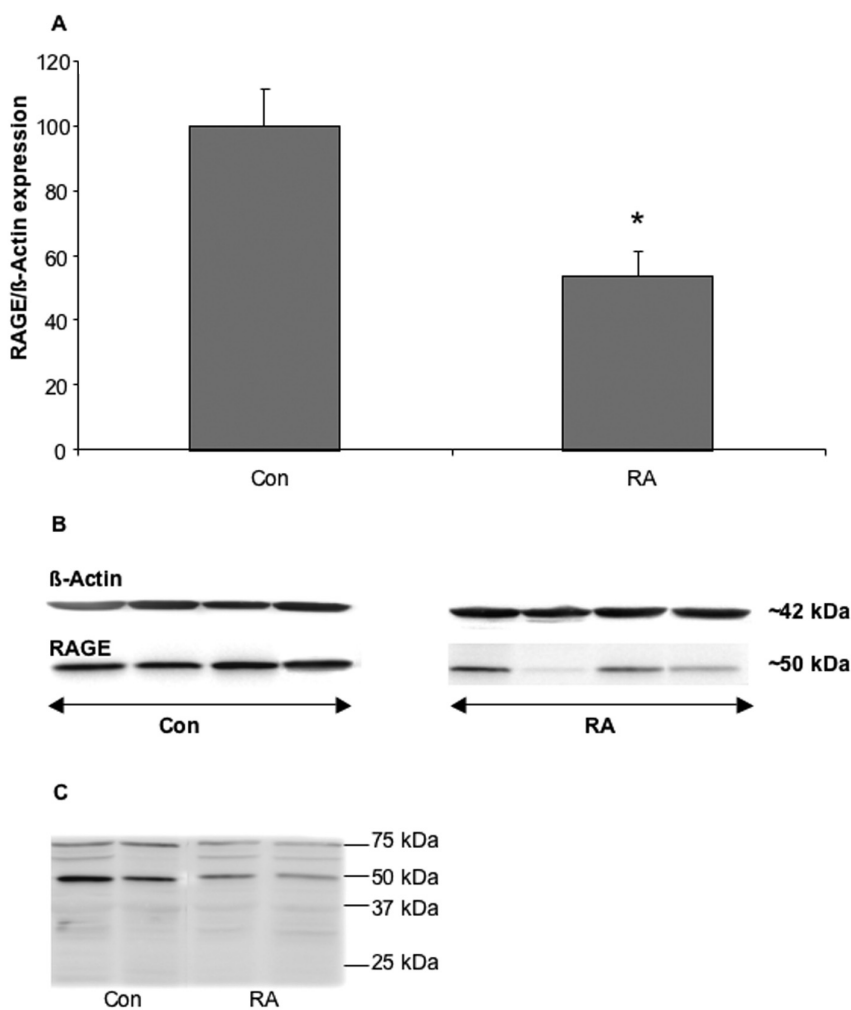 A
120
100
80
60
40
20
0
RAGE/ß-Actin expression
*
Con RA
B
ß-Actin
~42 kDa
RAGE
~50 kDa
Con RA
C
75 kDa
50 kDa
37 kDa
25 kDa
Con RA